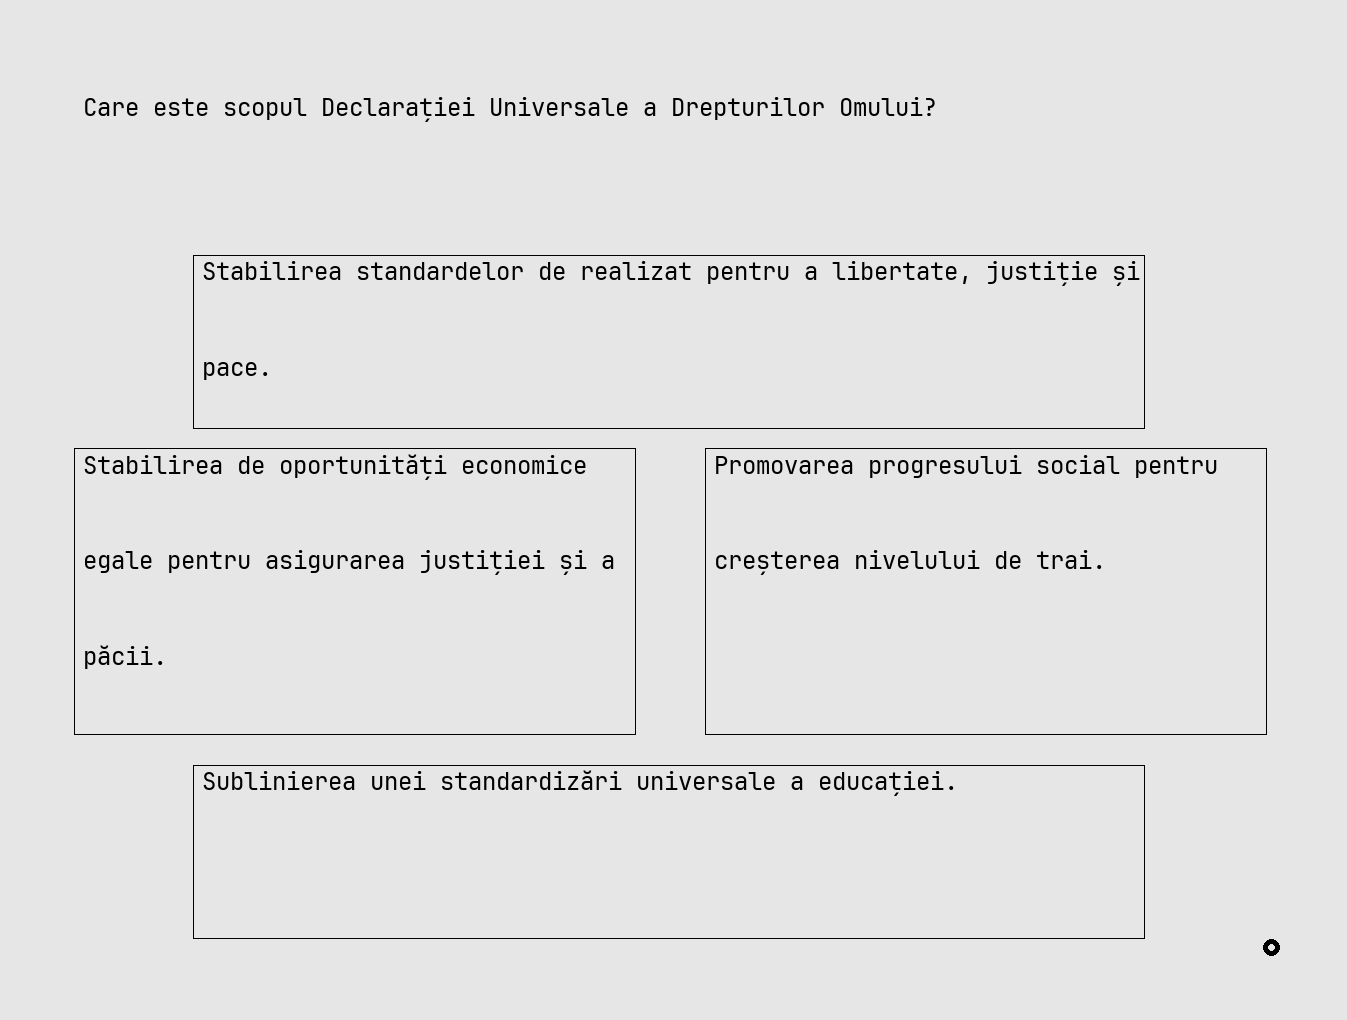 Care este scopul Declarației Universale a Drepturilor Omului?
Stabilirea standardelor de realizat pentru a libertate, justiție și
pace.
Stabilirea de oportunități economice
egale pentru asigurarea justiției și a
păcii.
Promovarea progresului social pentru
creșterea nivelului de trai.
Sublinierea unei standardizări universale a educației.